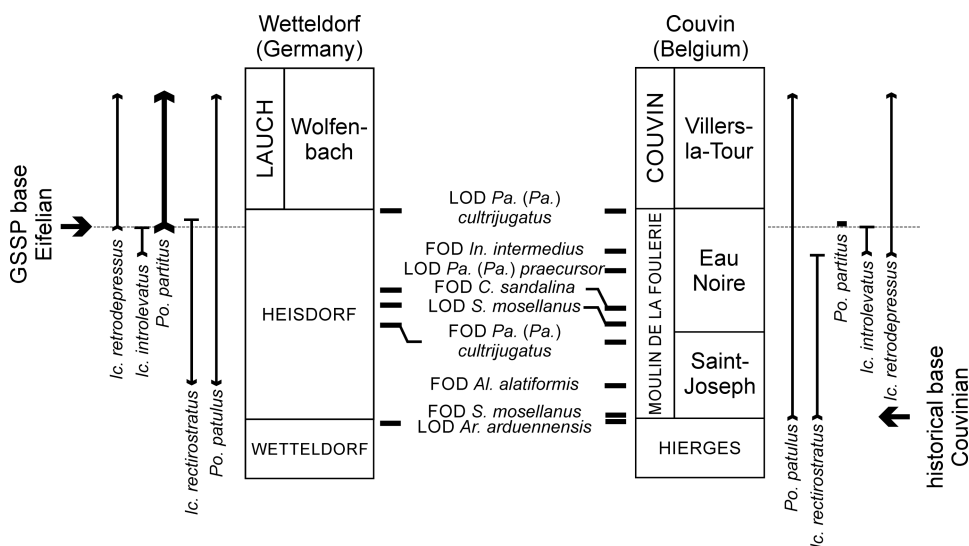 Wetteldorf
(Germany)
Couvin
(Belgium)
GSSP base
Eifelian
Ic. retrodepressus
Ic. introlevatus
Po. partitus
Ic. rectirostratus
Po. patulus
LAUCH
Wolfen-
bach
HEISDORF
WETTELDORF
LOD Pa. (Pa.)
cultrijugatus
FOD In. intermedius
LOD Pa. (Pa.) praecursor
FOD C. sandalina
LOD S. mosellanus
FOD Pa. (Pa.)
cultrijugatus
FOD Al. alatiformis
FOD S. mosellanus
LOD Ar. arduennensis
COUVIN
Villers-
la-Tour
MOULIN DE LA FOULERIE
Eau
Noire
Saint-
Joseph
HIERGES
Po. patulus
Ic. rectirostratus
Po. partitus
Ic. introlevatus
Ic. retrodepressus
historical base
Couvinian